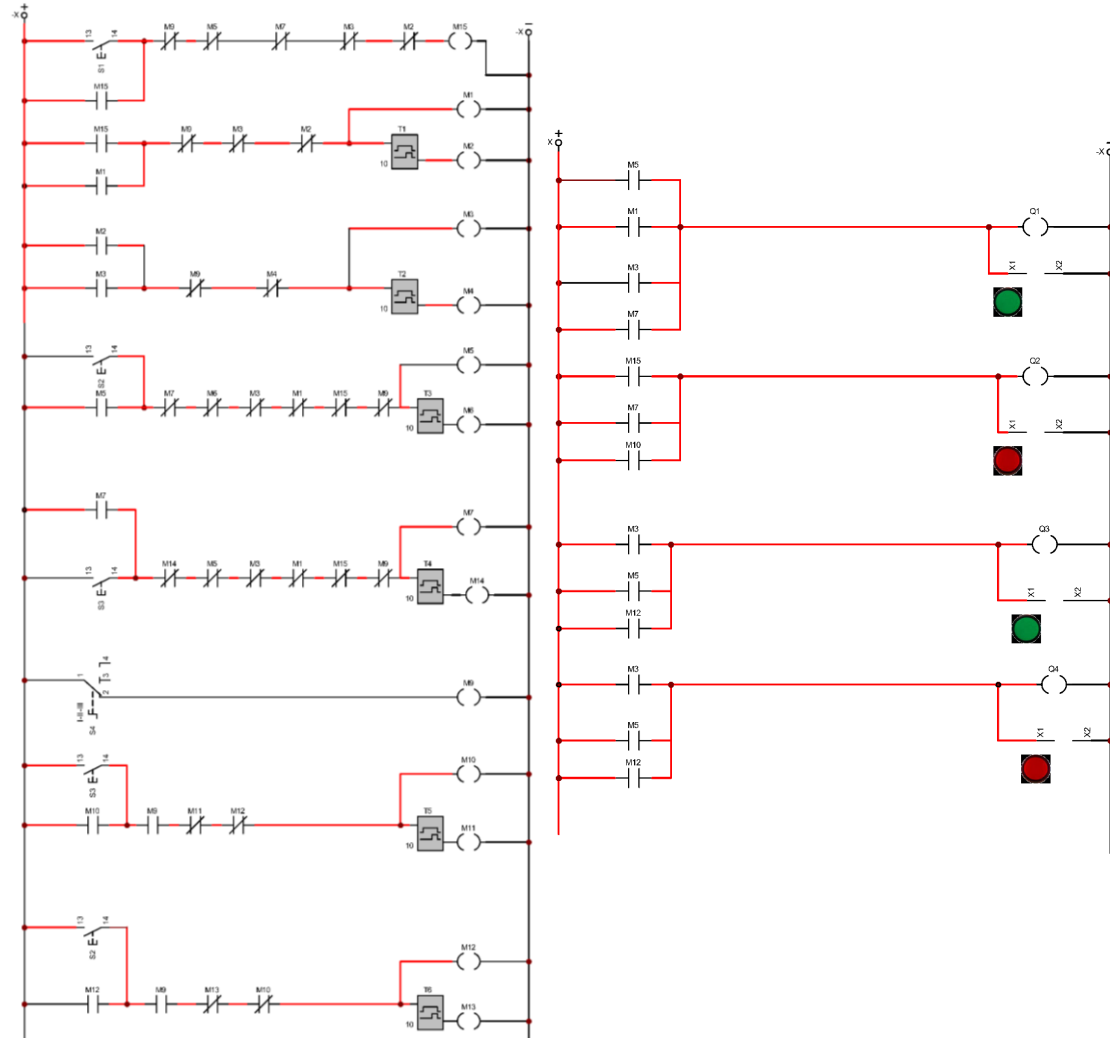 +
-X
−
-X
13 14 M9 M5 M7 M3 M2 M15
S1
M15
M1
M15 M9 M3 M2 T1
10 M2
M1
M3
M2
M3 M9 M4 T2
10 M4
13 14 M5
S2
M5 M7 M6 M3 M1 M15 M9 T3
10 M6
M7 M7
13 14 M14 M5 M3 M1 M15 M9 T4
S3 10 M14
1 2 3 4 M9
I-II-III
S4
13 14 M10
S3
M10 M9 M11 M12 T5
10 M11
13 14 M12
S2
M12 M9 M13 M10 T6
10 M13
+
X
-X
M5
M1 Q1
M3 X1 X2
M7
M15 Q2
M7 X1 X2
M10
M3 Q3
M5 X1 X2
M12
M3 Q4
M5 X1 X2
M12